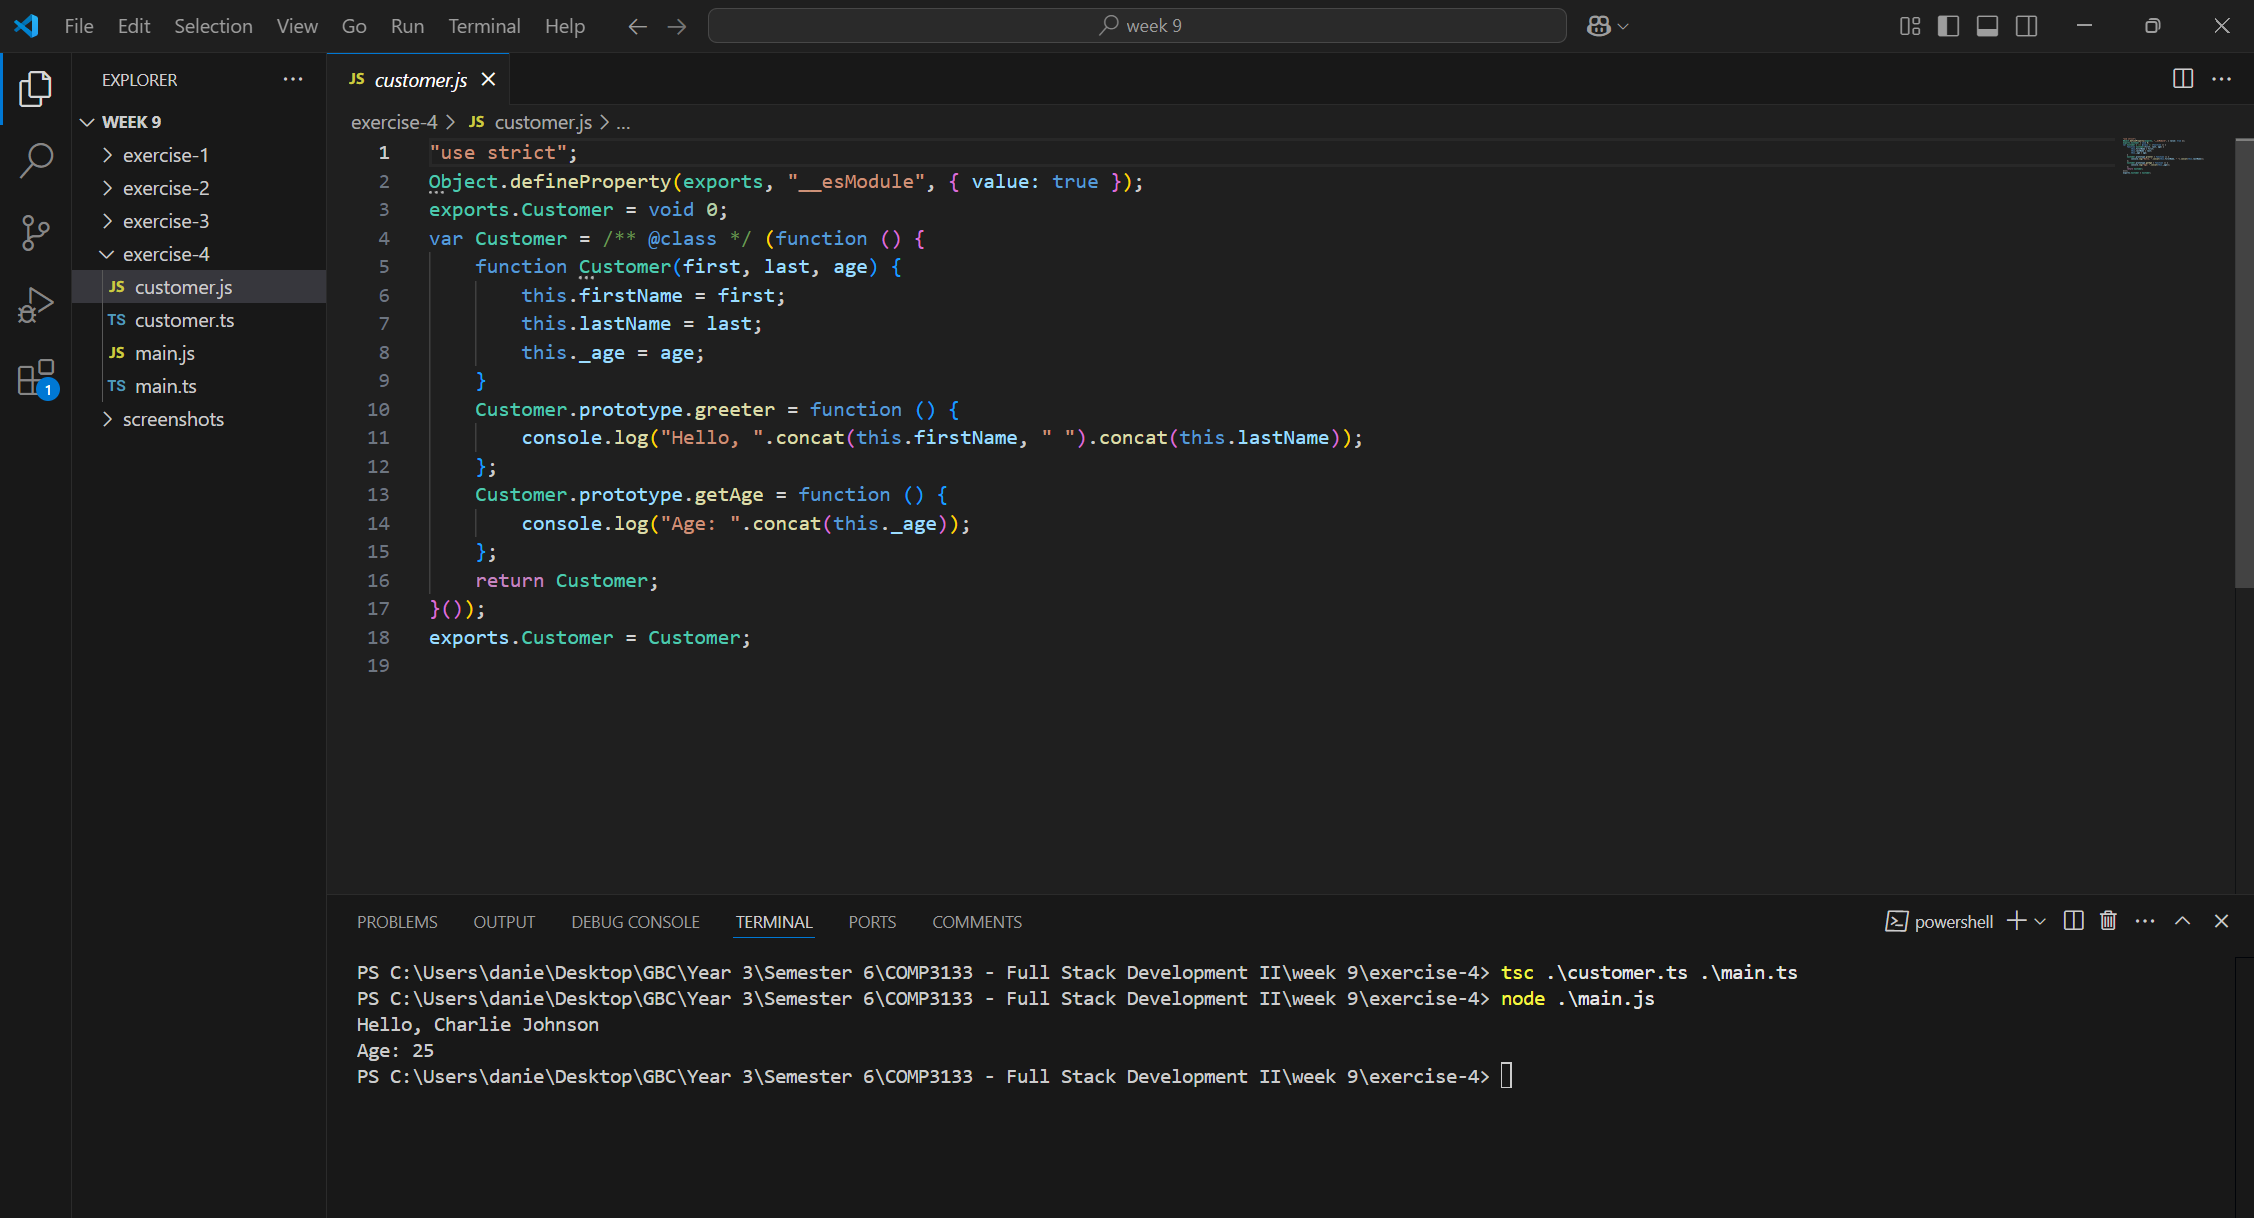 File Edit Selection View Go Run Terminal Help week 9
EXPLORER
WEEK 9
exercise-1
exercise-2
exercise-3
exercise-4
JS customer.js
TS customer.ts
JS main.js
TS main.ts
screenshots
1
JS customer.js
exercise-4 > JS customer.js > ...
1 "use strict";
2 Object.defineProperty(exports, "__esModule", { value: true });
3 exports.Customer = void 0;
4 var Customer = /** @class */ (function () {
5     function Customer(first, last, age) {
6         this.firstName = first;
7         this.lastName = last;
8         this._age = age;
9     }
10     Customer.prototype.greeter = function () {
11         console.log("Hello, ".concat(this.firstName, " ").concat(this.lastName));
12     };
13     Customer.prototype.getAge = function () {
14         console.log("Age: ".concat(this._age));
15     };
16     return Customer;
17 }());
18 exports.Customer = Customer;
19
PROBLEMS OUTPUT DEBUG CONSOLE TERMINAL PORTS COMMENTS powershell
PS C:\Users\danie\Desktop\GBC\Year 3\Semester 6\COMP3133 - Full Stack Development II\week 9\exercise-4> tsc .\customer.ts .\main.ts
PS C:\Users\danie\Desktop\GBC\Year 3\Semester 6\COMP3133 - Full Stack Development II\week 9\exercise-4> node .\main.js
Hello, Charlie Johnson
Age: 25
PS C:\Users\danie\Desktop\GBC\Year 3\Semester 6\COMP3133 - Full Stack Development II\week 9\exercise-4>